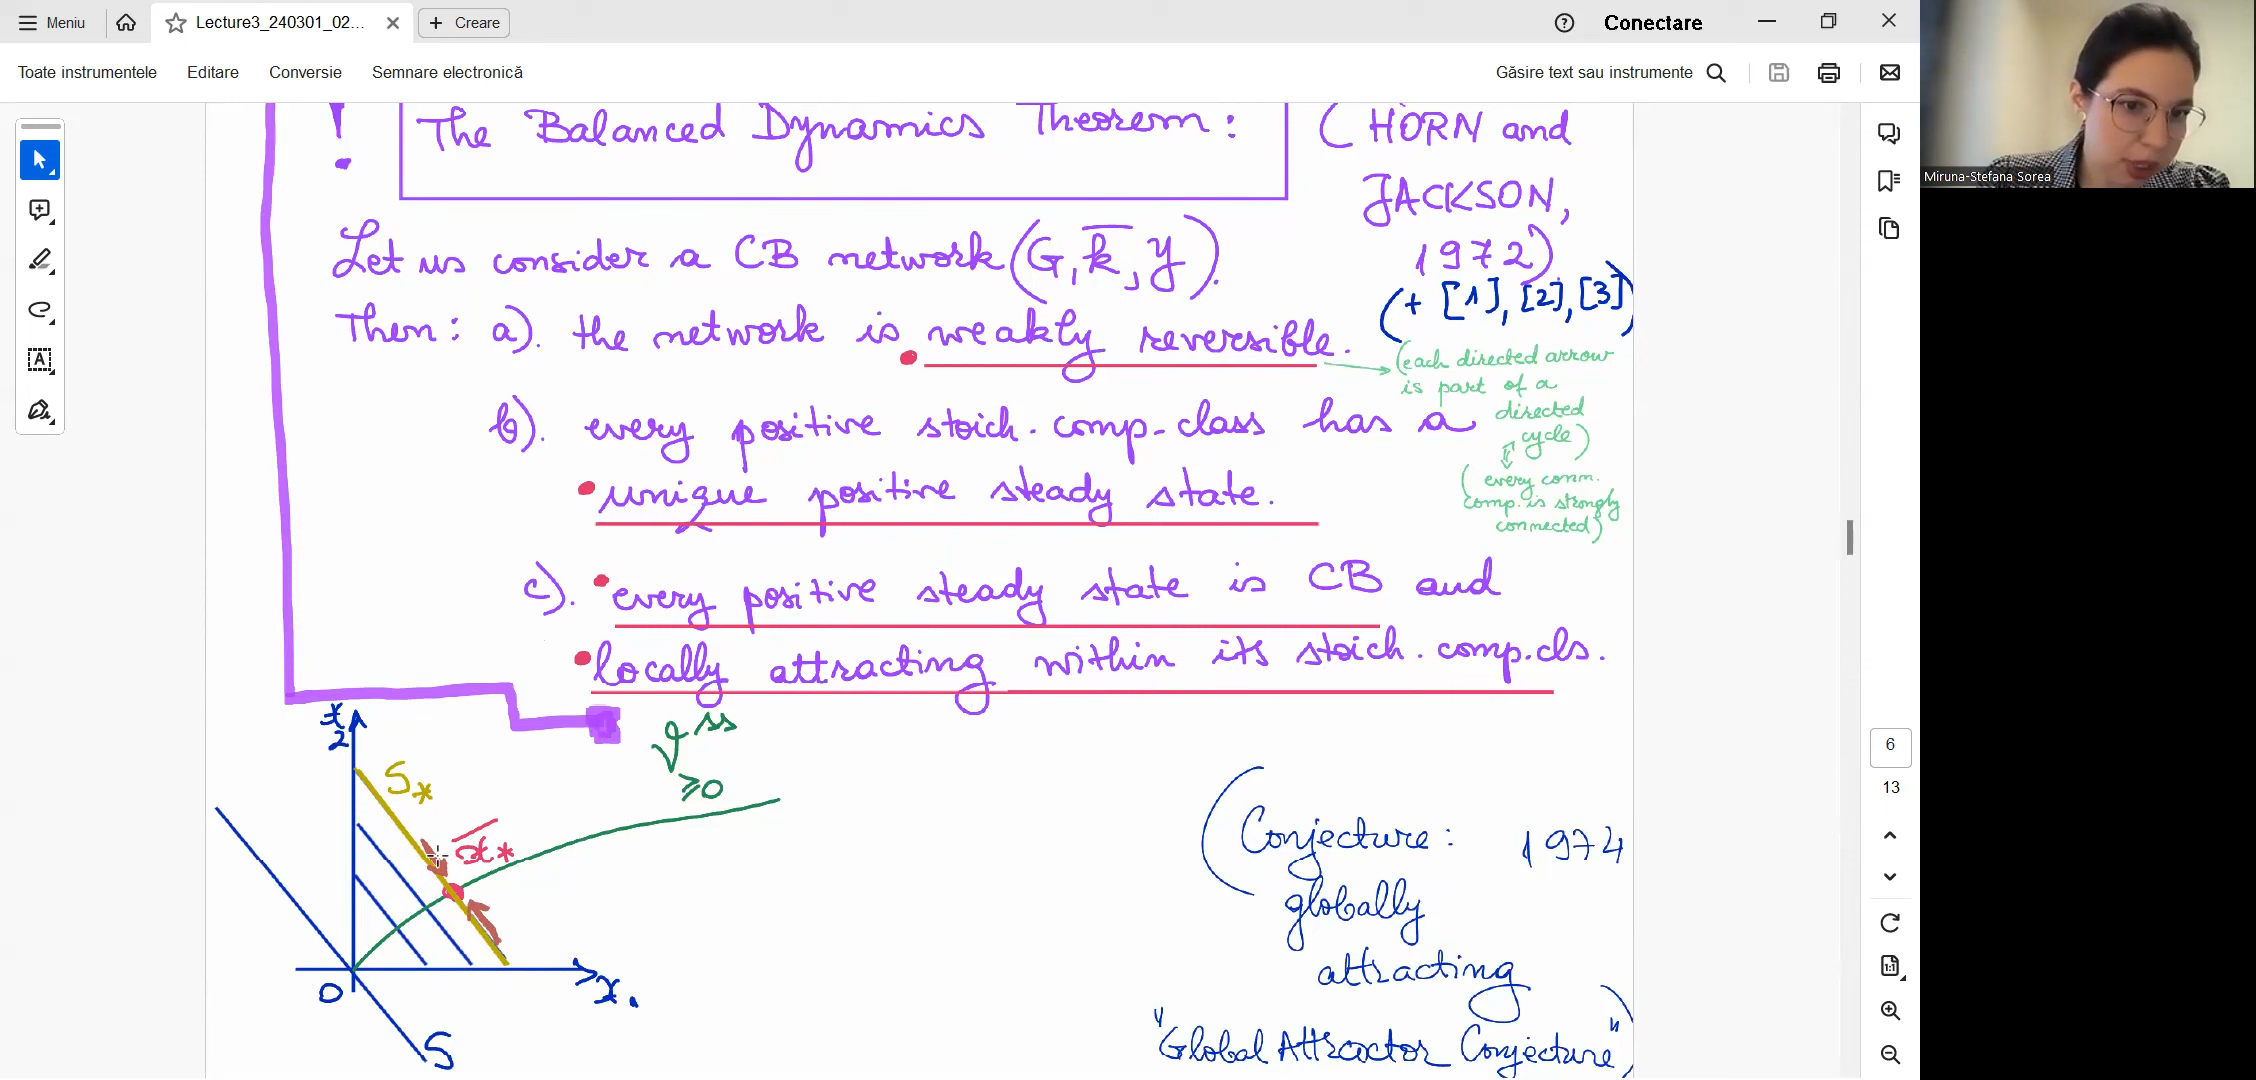 Meniu
Lecture3_240301_02...
Creare
Conectare
Toate instrumentele
Editare
Conversie
Semnare electronică
Găsire text sau instrumente
Miruna-Stefana Sorea
!
The Balanced Dynamics Theorem:
(HORN and
JACKSON,
1972)
(+ [1], [2], [3])
Let us consider a CB network (G, k̄, y).
Then: a). the network is weakly reversible.
(each directed arrow
is part of a
directed
cycle)
⇕
(every conn.
comp. is strongly
connected)
b). every positive stoich. comp. class has a
unique positive steady state.
c). every positive steady state is CB and
locally attracting within its stoich. comp. cls.
x2
S*
V^ss ≥0
x̄*
0
x1
S
(Conjecture: 1974
globally
attracting
"Global Attractor Conjecture")
6
13
1:1